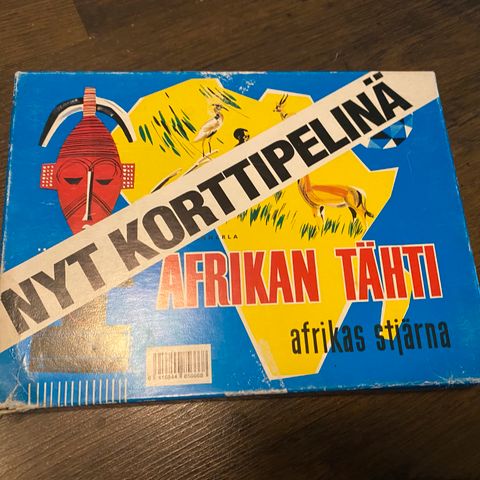 NYT KORTTIPELINÄ
AFRIKAN TÄHTI
afrikas stjärna